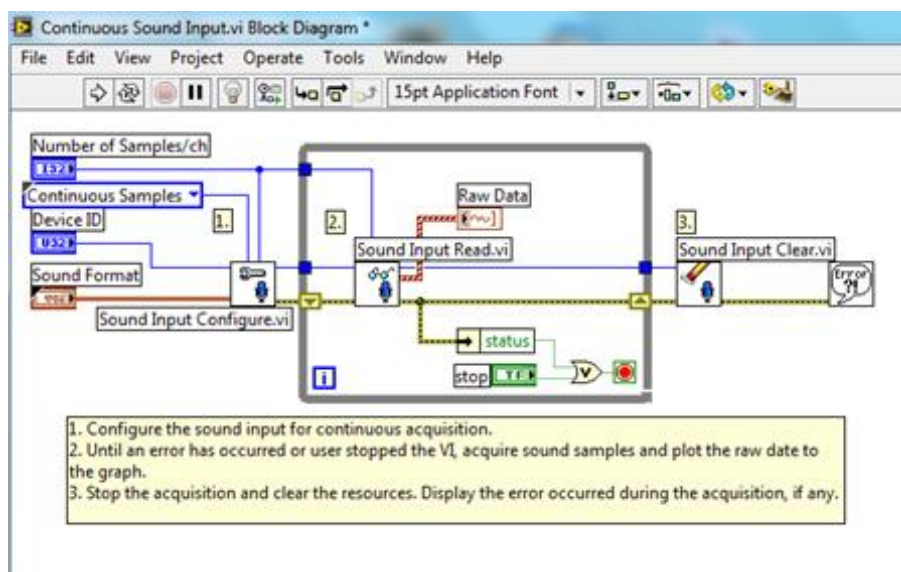 Continuous Sound Input.vi Block Diagram *
File Edit View Project Operate Tools Window Help
15pt Application Font
Number of Samples/ch
I32
Continuous Samples
Device ID
U32
Sound Format
1.
Sound Input Configure.vi
2.
Raw Data
Sound Input Read.vi
status
stop
TF
i
3.
Sound Input Clear.vi
Error
?!
1. Configure the sound input for continuous acquisition.
2. Until an error has occurred or user stopped the VI, acquire sound samples and plot the raw date to
the graph.
3. Stop the acquisition and clear the resources. Display the error occurred during the acquisition, if any.